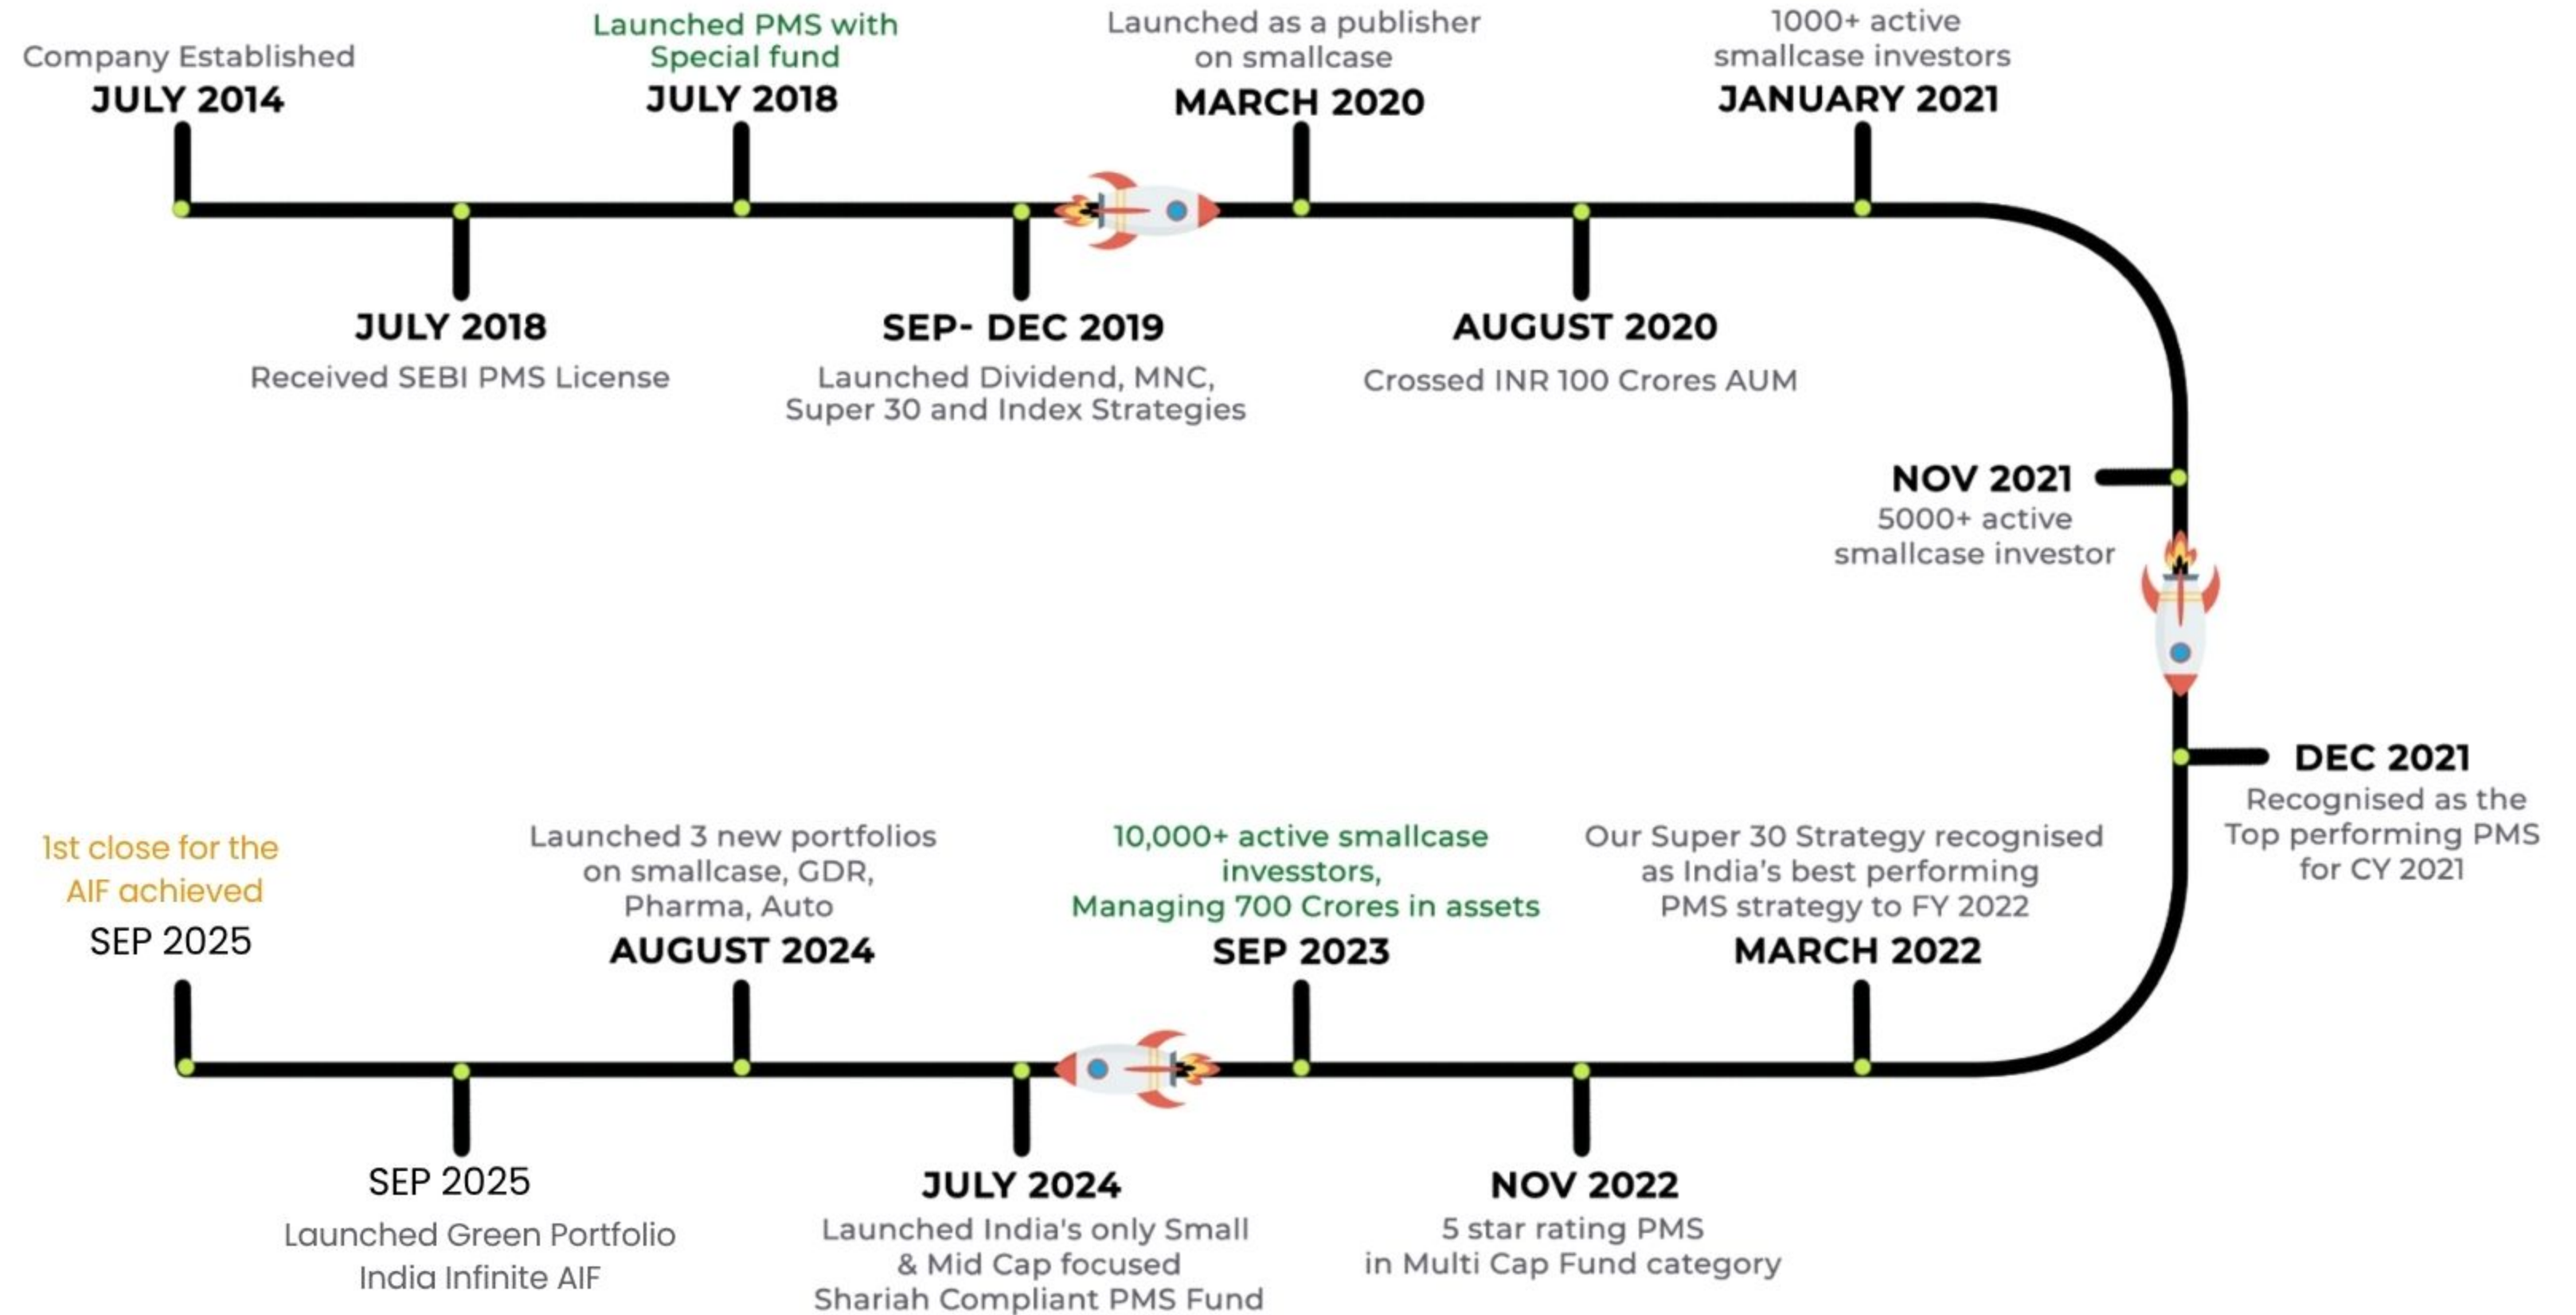 Company Established
JULY 2014
JULY 2018
Received SEBI PMS License
Launched PMS with
Special fund
JULY 2018
SEP- DEC 2019
Launched Dividend, MNC,
Super 30 and Index Strategies
Launched as a publisher
on smallcase
MARCH 2020
AUGUST 2020
Crossed INR 100 Crores AUM
1000+ active
smallcase investors
JANUARY 2021
NOV 2021
5000+ active
smallcase investor
DEC 2021
Recognised as the
Top performing PMS
for CY 2021
Our Super 30 Strategy recognised
as India's best performing
PMS strategy to FY 2022
MARCH 2022
NOV 2022
5 star rating PMS
in Multi Cap Fund category
10,000+ active smallcase
invesstors,
Managing 700 Crores in assets
SEP 2023
JULY 2024
Launched India's only Small
& Mid Cap focused
Shariah Compliant PMS Fund
Launched 3 new portfolios
on smallcase, GDR,
Pharma, Auto
AUGUST 2024
SEP 2025
Launched Green Portfolio
India Infinite AIF
1st close for the
AIF achieved
SEP 2025